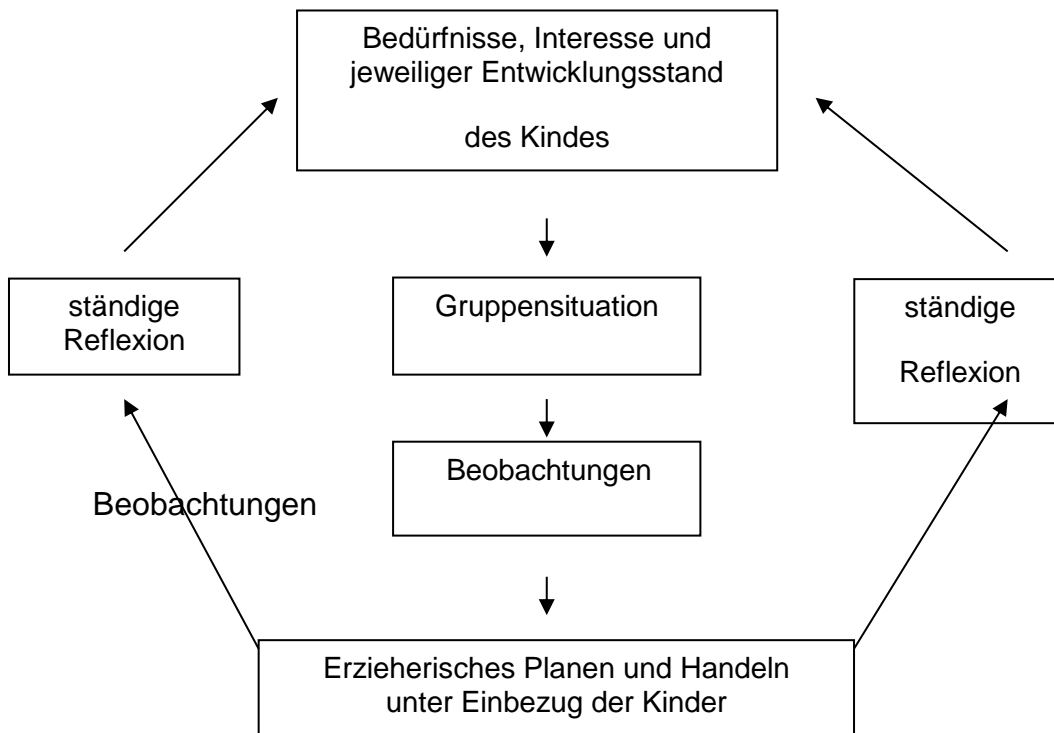 Bedürfnisse, Interesse und
jeweiliger Entwicklungsstand
des Kindes
ständige
Reflexion
Gruppensituation
ständige
Reflexion
Beobachtungen
Beobachtungen
Erzieherisches Planen und Handeln
unter Einbezug der Kinder